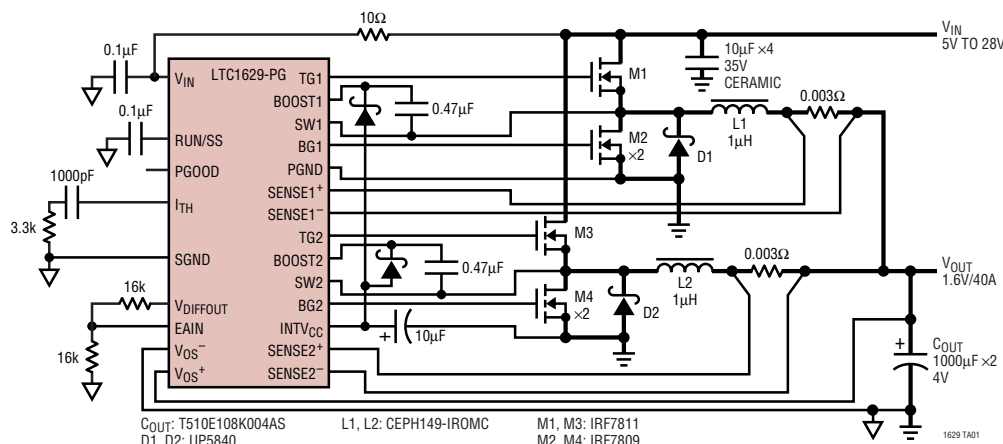 10Ω
VIN
5V TO 28V
0.1µF
VIN
LTC1629-PG
TG1
M1
10µF ×4
35V
CERAMIC
BOOST1
0.47µF
0.003Ω
0.1µF
SW1
L1
1µH
RUN/SS
BG1
M2
×2
D1
PGOOD
PGND
1000pF
SENSE1+
ITH
SENSE1–
3.3k
TG2
M3
SGND
BOOST2
0.47µF
0.003Ω
VOUT
1.6V/40A
16k
SW2
L2
1µH
VDIFFOUT
BG2
M4
×2
D2
EAIN
INTVCC
+
10µF
16k
VOS–
SENSE2+
+
COUT
1000µF ×2
4V
VOS+
SENSE2–
COUT: T510E108K004AS
L1, L2: CEPH149-IROMC
M1, M3: IRF7811
D1, D2: UP5840
M2, M4: IRF7809
1629 TA01